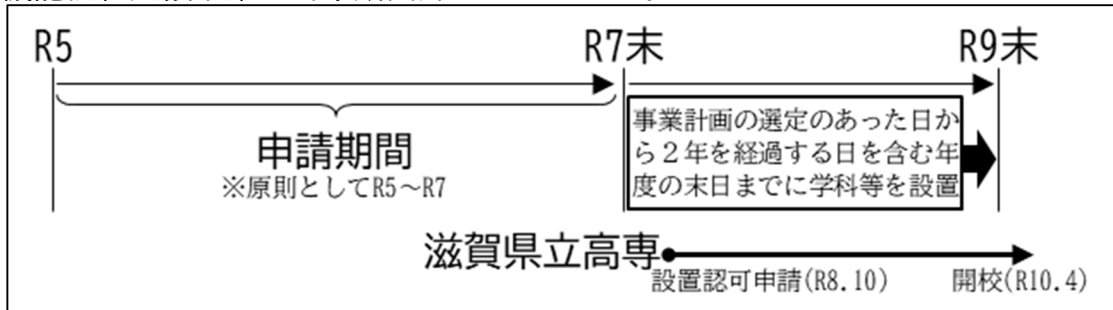 R5
R7末
R9末
申請期間
※原則としてR5～R7
事業計画の選定のあった日か
ら２年を経過する日を含む年
度の末日までに学科等を設置
滋賀県立高専
設置認可申請(R8.10)
開校(R10.4)